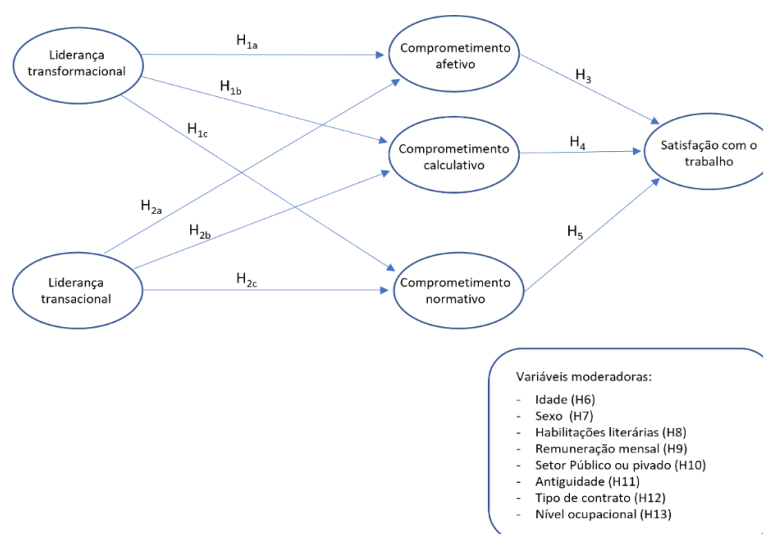 Liderança
transformacional
H1a
Comprometimento
afetivo
H3
H1b
H1c
Comprometimento
calculativo
H4
Satisfação com o
trabalho
H2a
H2b
H5
Liderança
transacional
H2c
Comprometimento
normativo
Variáveis moderadoras:
- Idade (H6)
- Sexo (H7)
- Habilitações literárias (H8)
- Remuneração mensal (H9)
- Setor Público ou pivado (H10)
- Antiguidade (H11)
- Tipo de contrato (H12)
- Nível ocupacional (H13)